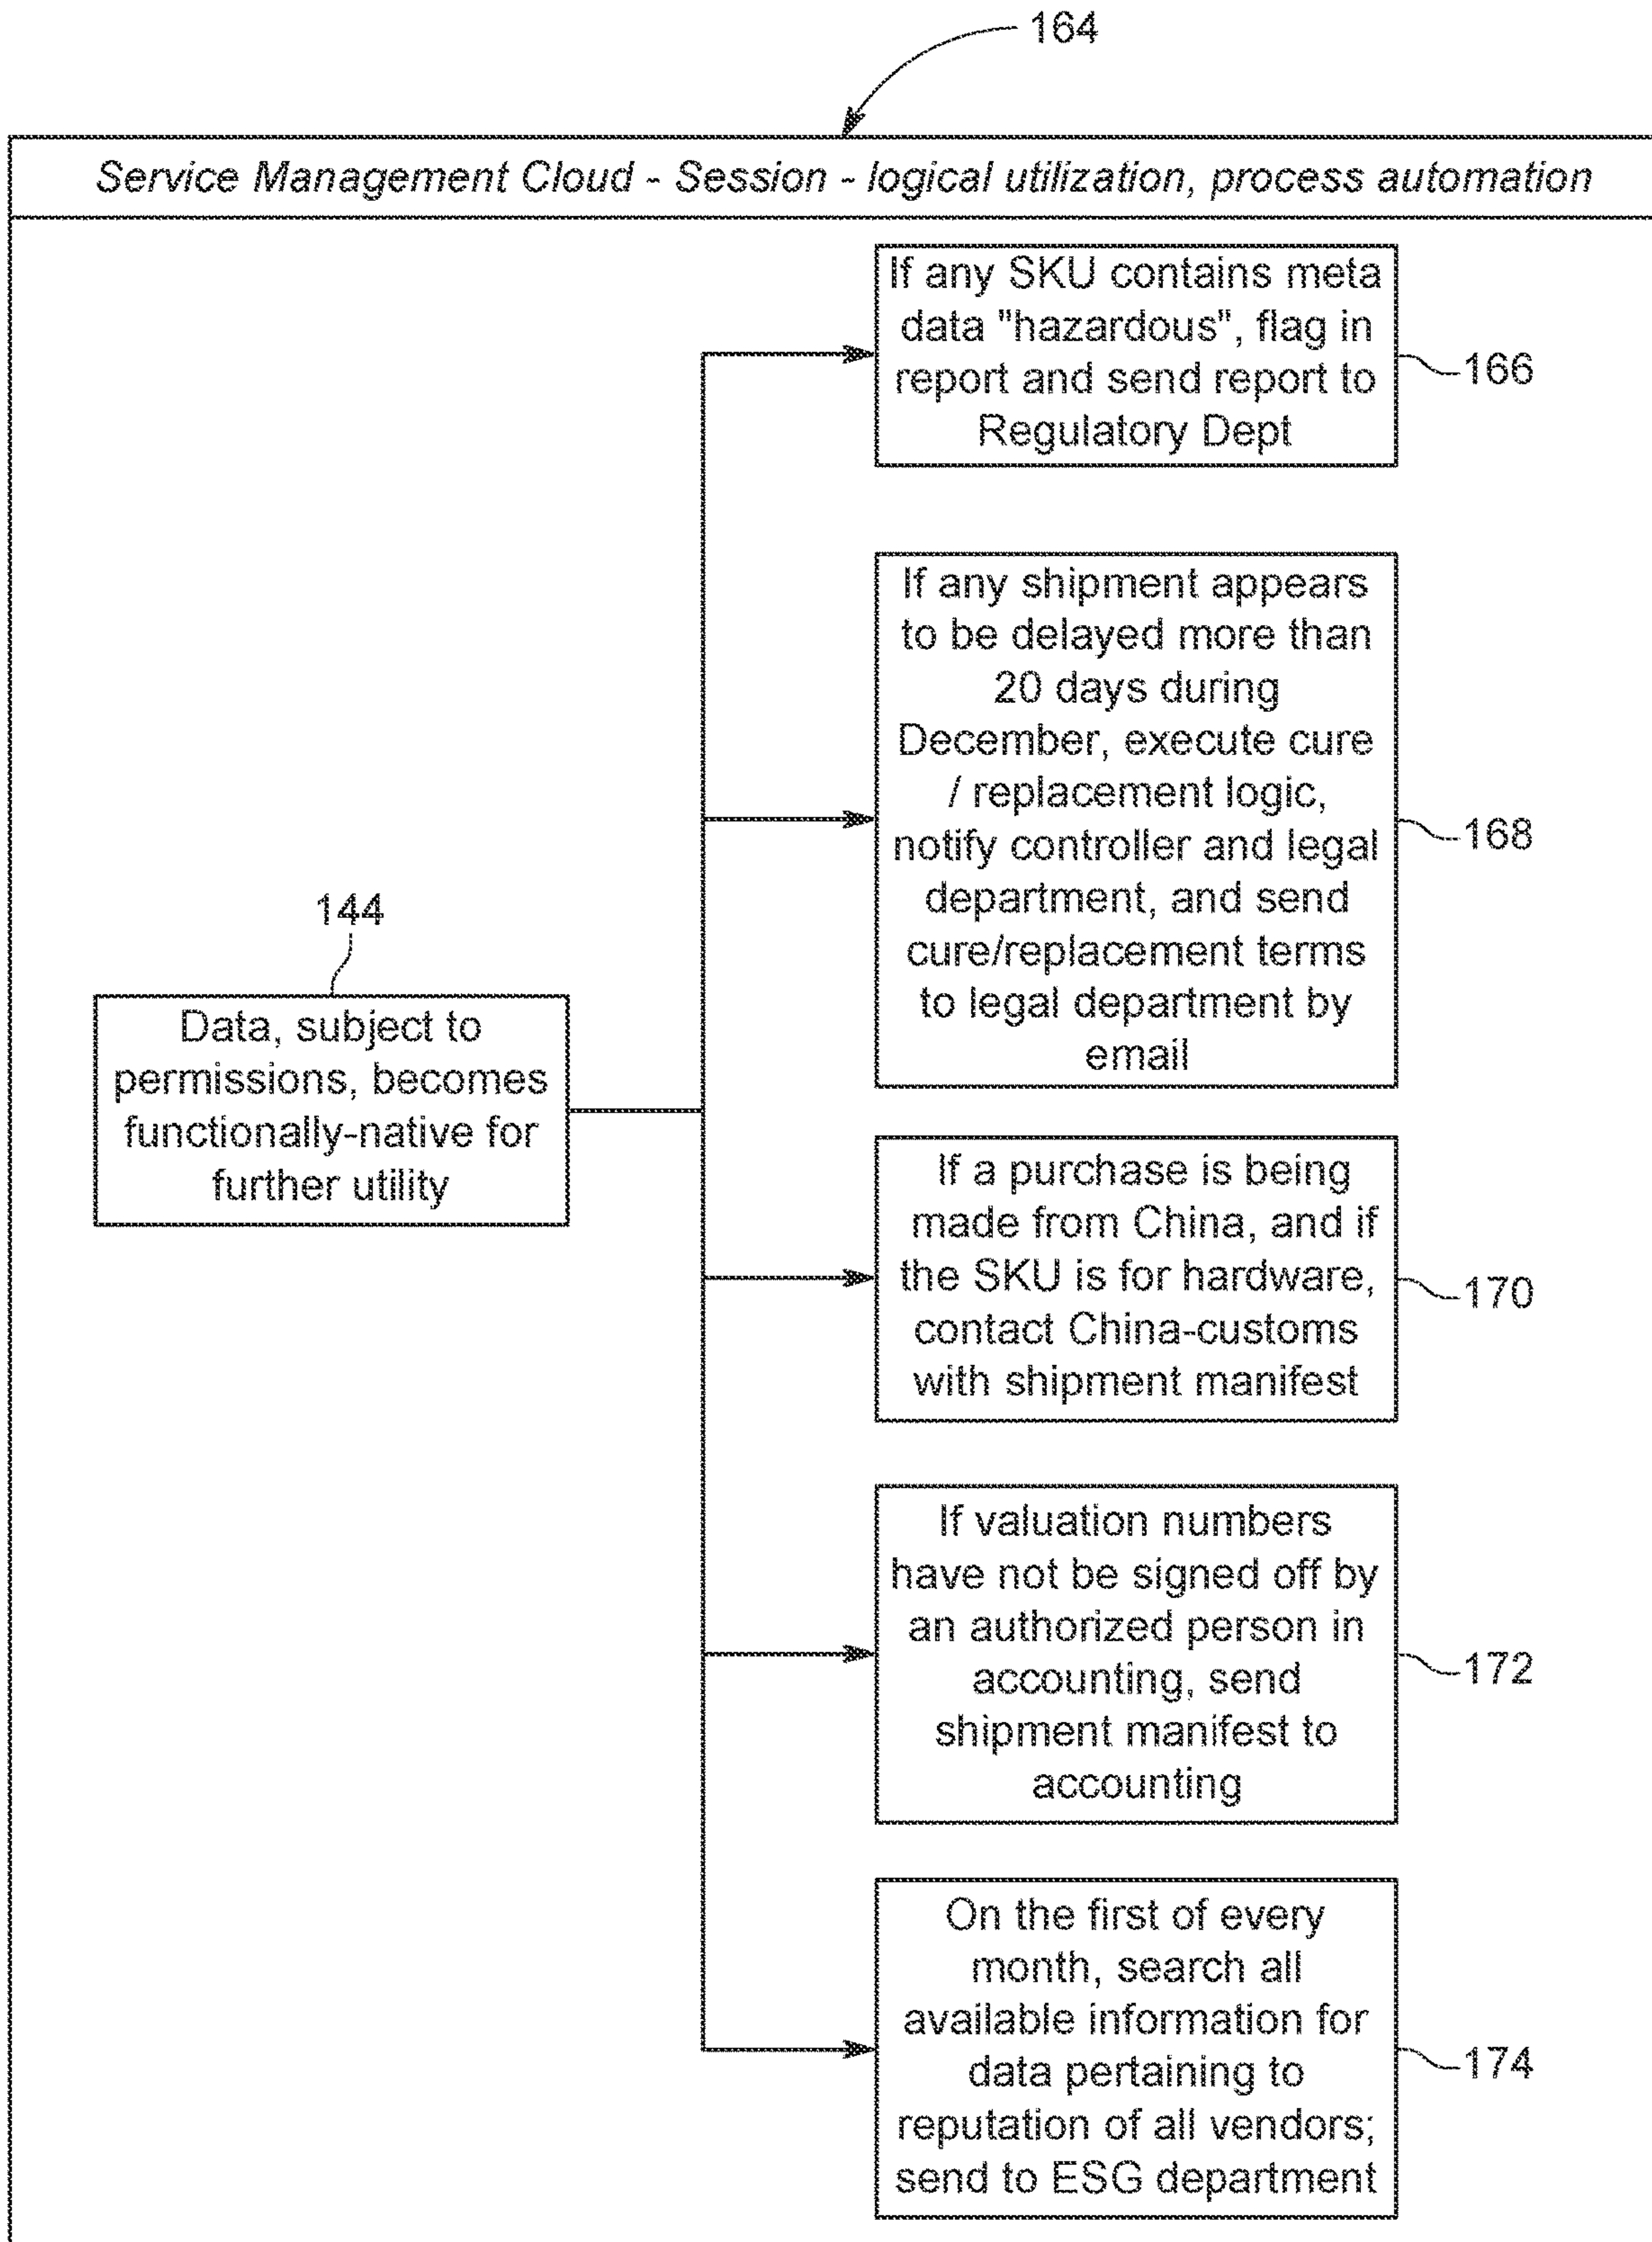 164
Service Management Cloud - Session - logical utilization, process automation
If any SKU contains meta
data "hazardous", flag in
report and send report to
Regulatory Dept
166
If any shipment appears
to be delayed more than
20 days during
December, execute cure
/ replacement logic,
notify controller and legal
department, and send
cure/replacement terms
to legal department by
email
168
144
Data, subject to
permissions, becomes
functionally-native for
further utility
If a purchase is being
made from China, and if
the SKU is for hardware,
contact China-customs
with shipment manifest
170
If valuation numbers
have not be signed off by
an authorized person in
accounting, send
shipment manifest to
accounting
172
On the first of every
month, search all
available information for
data pertaining to
reputation of all vendors;
send to ESG department
174